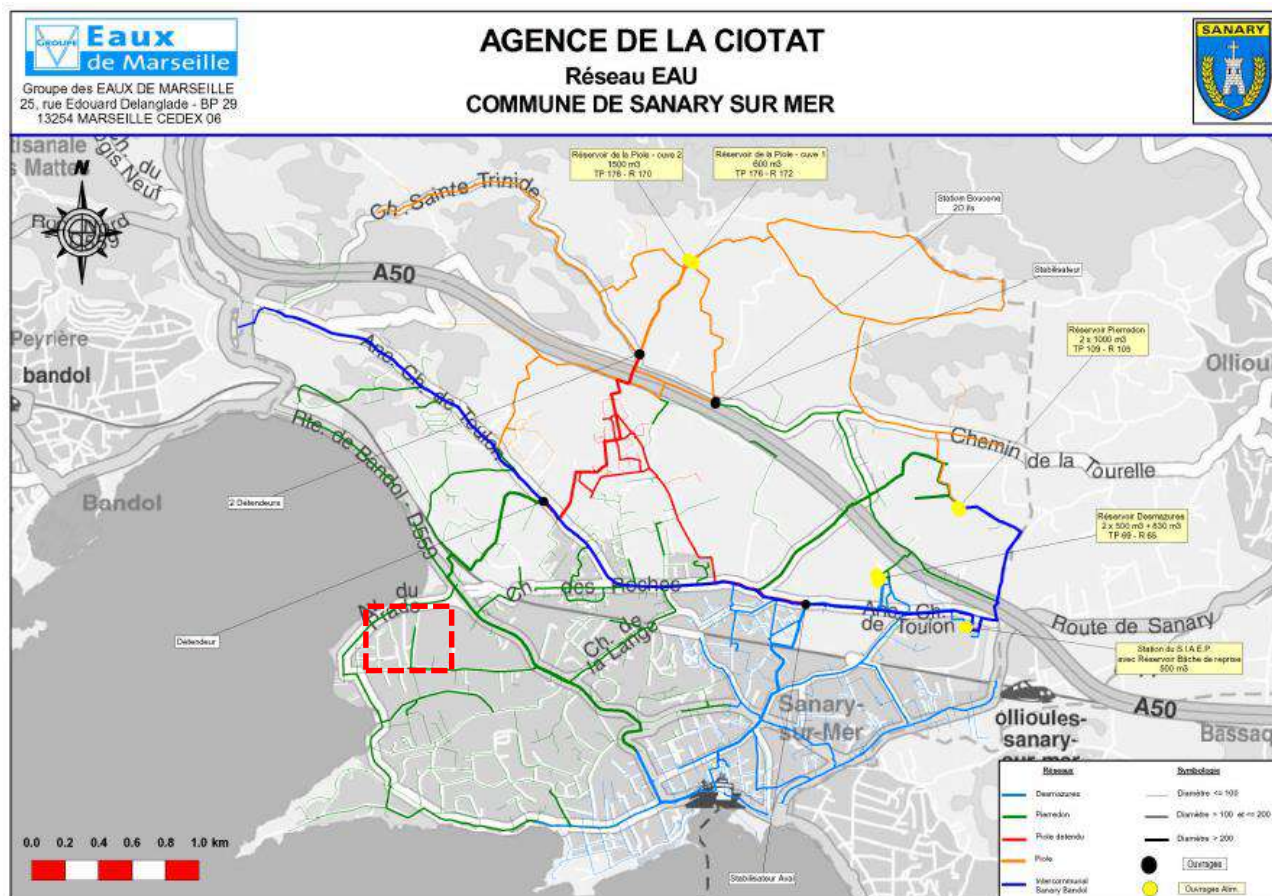 GROUPE
Eaux
de Marseille
Groupe des EAUX DE MARSEILLE
25, rue Edouard Delanglade - BP 29
13254 MARSEILLE CEDEX 06
AGENCE DE LA CIOTAT
Réseau EAU
COMMUNE DE SANARY SUR MER
SANARY
N
Réservoir de la Piole - cuve 2
1500 m3
TP 176 - R 170
Réservoir de la Piole - cuve 1
600 m3
TP 176 - R 172
Ch. Sainte Trinide
Station Boucene
Stabilisateur
A50
Réservoir Pierredon
2 x 1000 m3
TP 109 - R 105
Peyrière
bandol
Anc. Ch. de Toulon
Chemin de la Tourelle
Rte. de Bandol - D559
Bandol
2 Détendeurs
Réservoir Desmazures
2 x 500 m3 + 830 m3
TP 69 - R 65
Ch. des Roches
Av. du
Prado
Ch. de
la Lange
Anc. Ch.
de Toulon
Route de Sanary
Détendeur
Station du S.I.A.E.P.
avec Réservoir Bâche de reprise
500 m3
Sanary-
sur-Mer
ollioules-
sanary-
sur-mer
A50
Réseaux
Symbologie
Desmazures
Diamètre <= 100
Pierredon
Diamètre > 100 et <= 200
Piole detendu
Diamètre > 200
Piole
Ouvrages
Intercommunal
Sanary Bandol
Ouvrages Alim.
0.0 0.2 0.4 0.6 0.8 1.0 km
Stabilisateur Aval